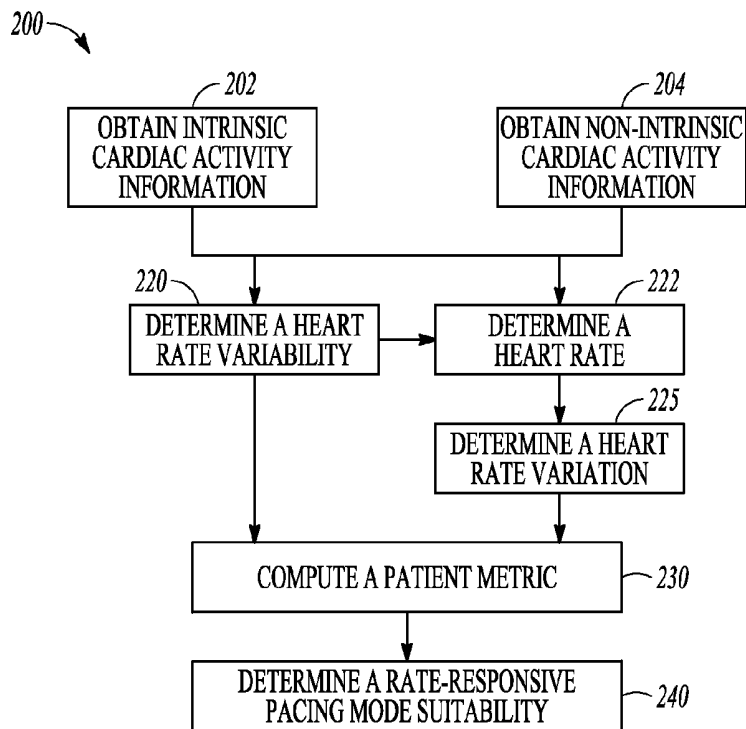 200
202
204
OBTAIN INTRINSIC
CARDIAC ACTIVITY
INFORMATION
OBTAIN NON-INTRINSIC
CARDIAC ACTIVITY
INFORMATION
220
222
DETERMINE A HEART
RATE VARIABILITY
DETERMINE A
HEART RATE
225
DETERMINE A HEART
RATE VARIATION
COMPUTE A PATIENT METRIC
230
DETERMINE A RATE-RESPONSIVE
PACING MODE SUITABILITY
240